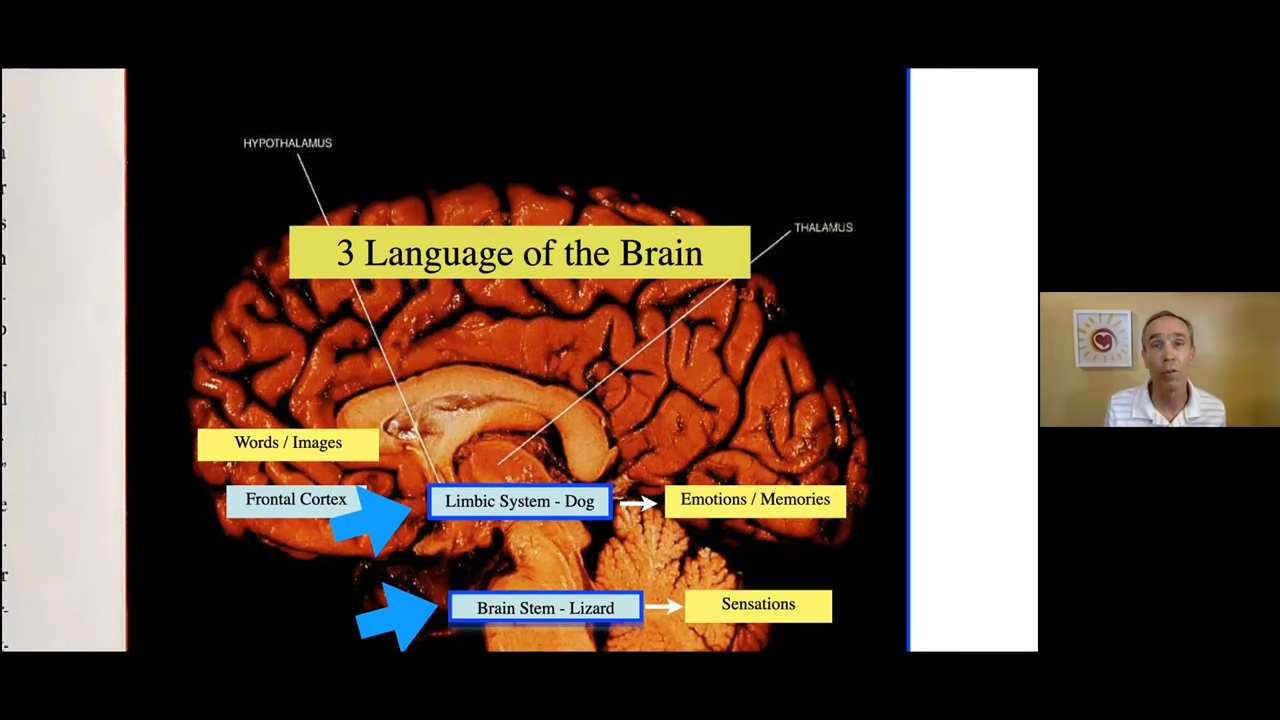 HYPOTHALAMUS
THALAMUS
3 Language of the Brain
Words / Images
Frontal Cortex
Limbic System - Dog
Emotions / Memories
Brain Stem - Lizard
Sensations